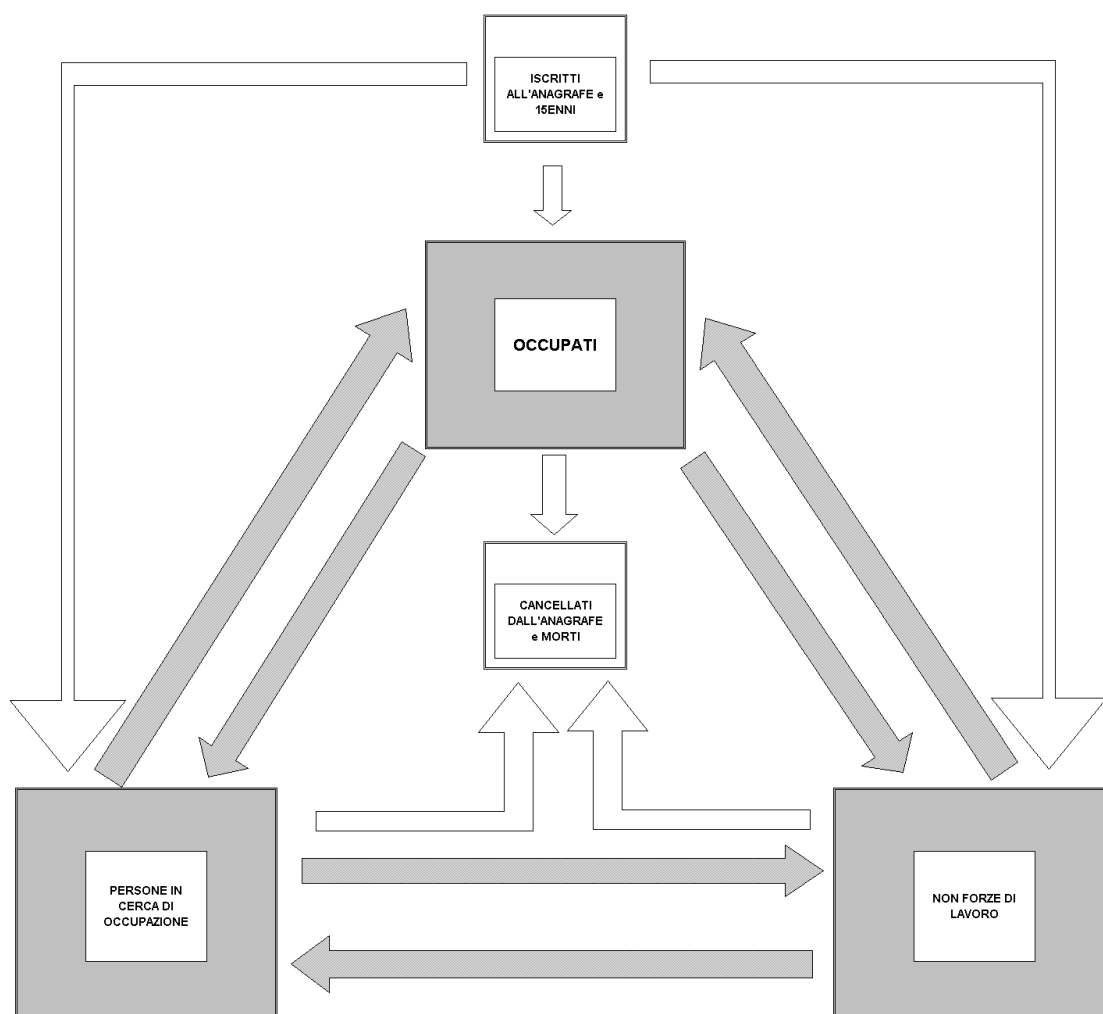 ISCRITTI
ALL'ANAGRAFE e
15ENNI
OCCUPATI
CANCELLATI
DALL'ANAGRAFE
e MORTI
PERSONE IN
CERCA DI
OCCUPAZIONE
NON FORZE DI
LAVORO